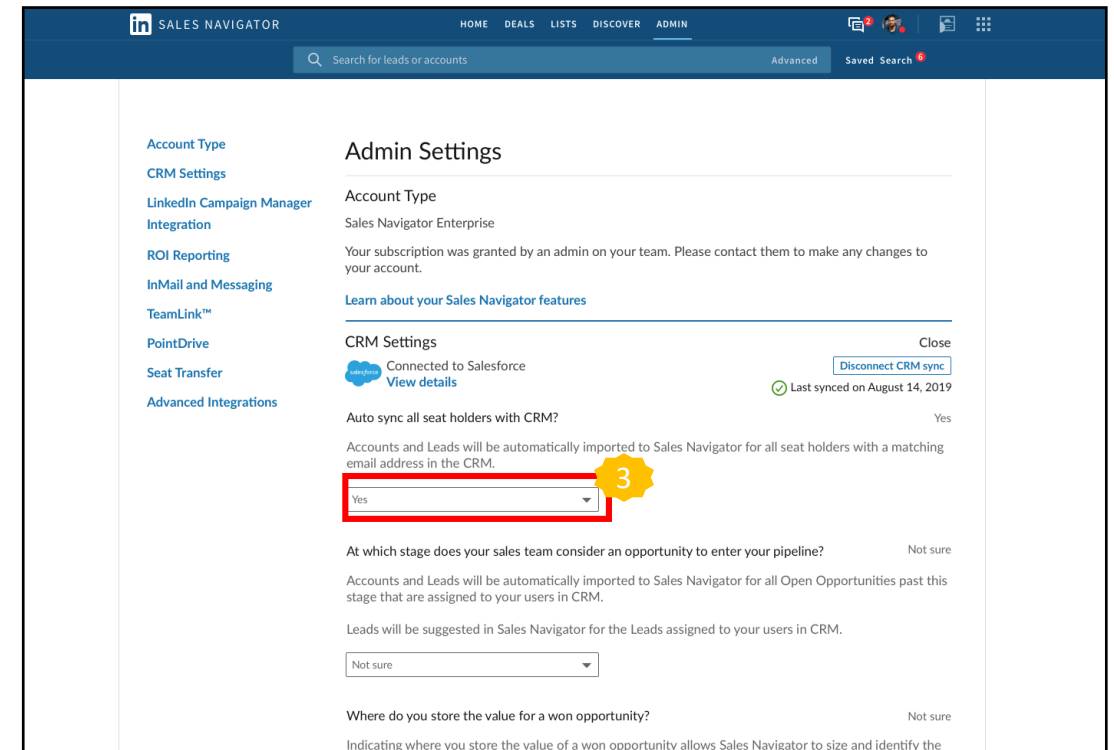 in SALES NAVIGATOR HOME DEALS LISTS DISCOVER ADMIN 2
Search for leads or accounts Advanced Saved Search 6
Account Type
CRM Settings
LinkedIn Campaign Manager
Integration
ROI Reporting
InMail and Messaging
TeamLink™
PointDrive
Seat Transfer
Advanced Integrations
Admin Settings
Account Type
Sales Navigator Enterprise
Your subscription was granted by an admin on your team. Please contact them to make any changes to
your account.
Learn about your Sales Navigator features
CRM Settings Close
salesforce Connected to Salesforce Disconnect CRM sync
View details Last synced on August 14, 2019
Auto sync all seat holders with CRM? Yes
Accounts and Leads will be automatically imported to Sales Navigator for all seat holders with a matching
email address in the CRM.
3
Yes
At which stage does your sales team consider an opportunity to enter your pipeline? Not sure
Accounts and Leads will be automatically imported to Sales Navigator for all Open Opportunities past this
stage that are assigned to your users in CRM.
Leads will be suggested in Sales Navigator for the Leads assigned to your users in CRM.
Not sure
Where do you store the value for a won opportunity? Not sure
Indicating where you store the value of a won opportunity allows Sales Navigator to size and identify the